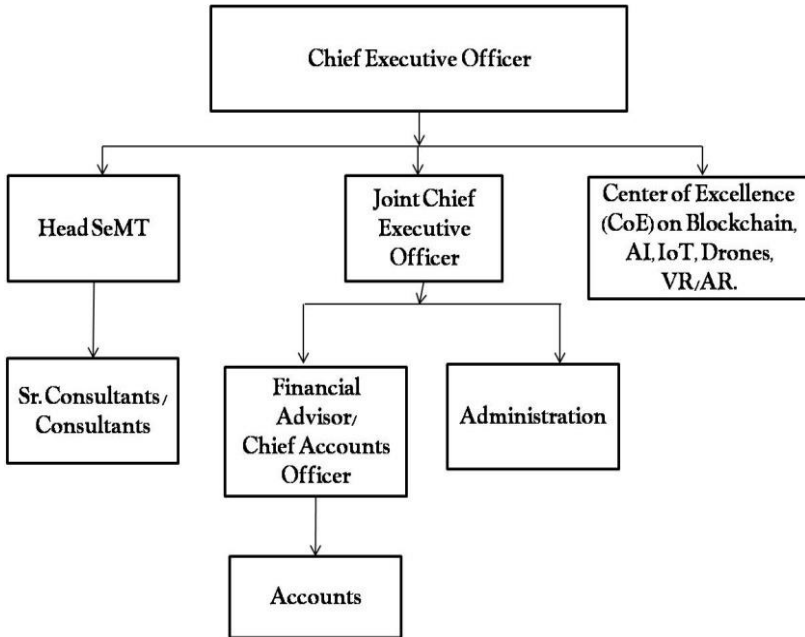 Chief Executive Officer
Head SeMT
Joint Chief
Executive
Officer
Center of Excellence
(CoE) on Blockchain,
AI, IoT, Drones,
VR/AR.
Sr. Consultants/
Consultants
Financial
Advisor/
Chief Accounts
Officer
Administration
Accounts